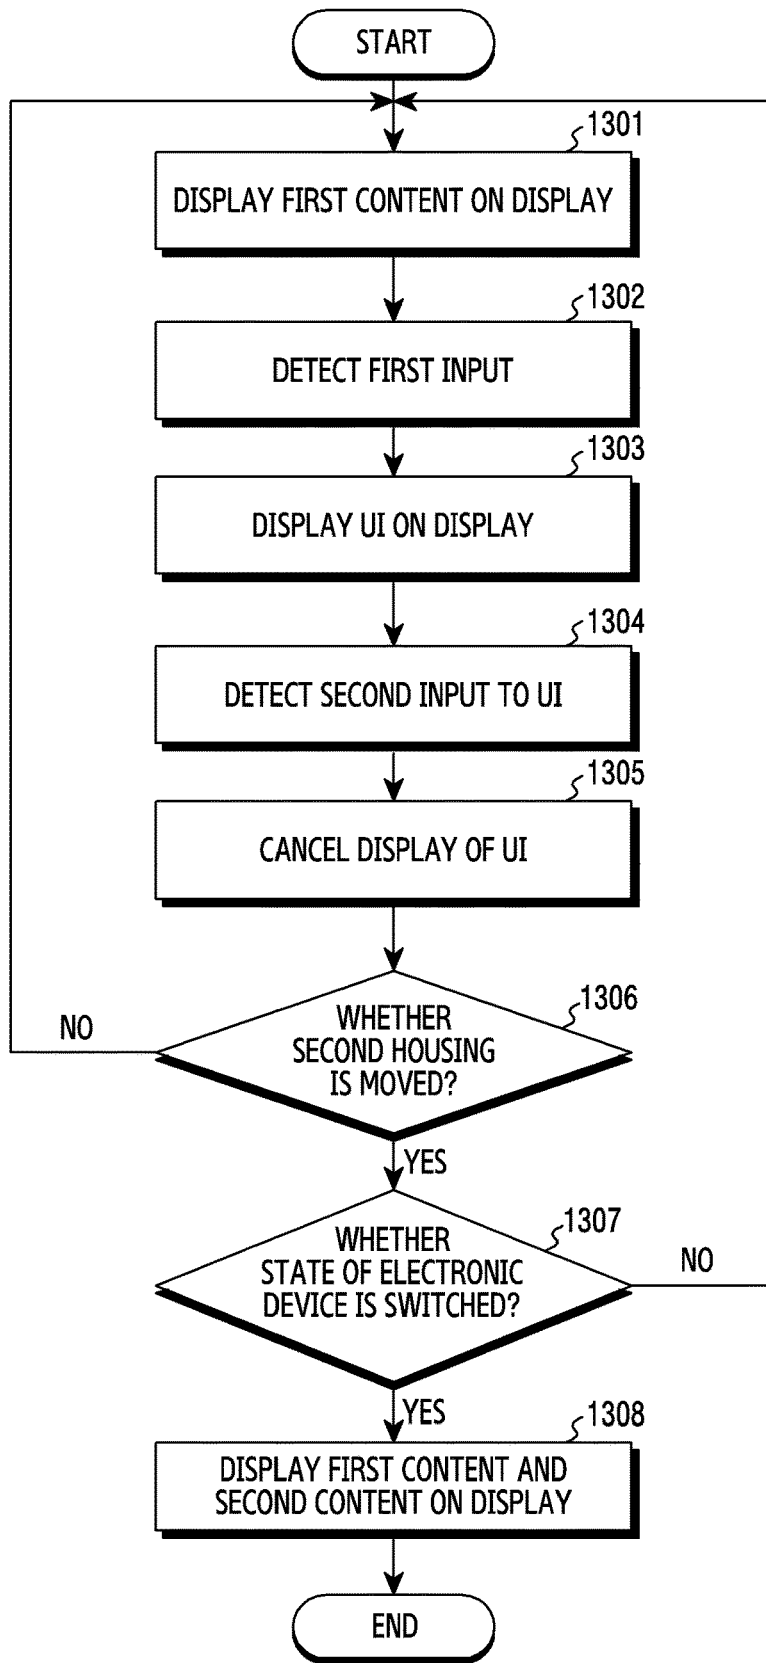 START
1301
DISPLAY FIRST CONTENT ON DISPLAY
1302
DETECT FIRST INPUT
1303
DISPLAY UI ON DISPLAY
1304
DETECT SECOND INPUT TO UI
1305
CANCEL DISPLAY OF UI
1306
WHETHER
SECOND HOUSING
IS MOVED?
NO
YES
1307
WHETHER
STATE OF ELECTRONIC
DEVICE IS SWITCHED?
NO
YES
1308
DISPLAY FIRST CONTENT AND
SECOND CONTENT ON DISPLAY
END